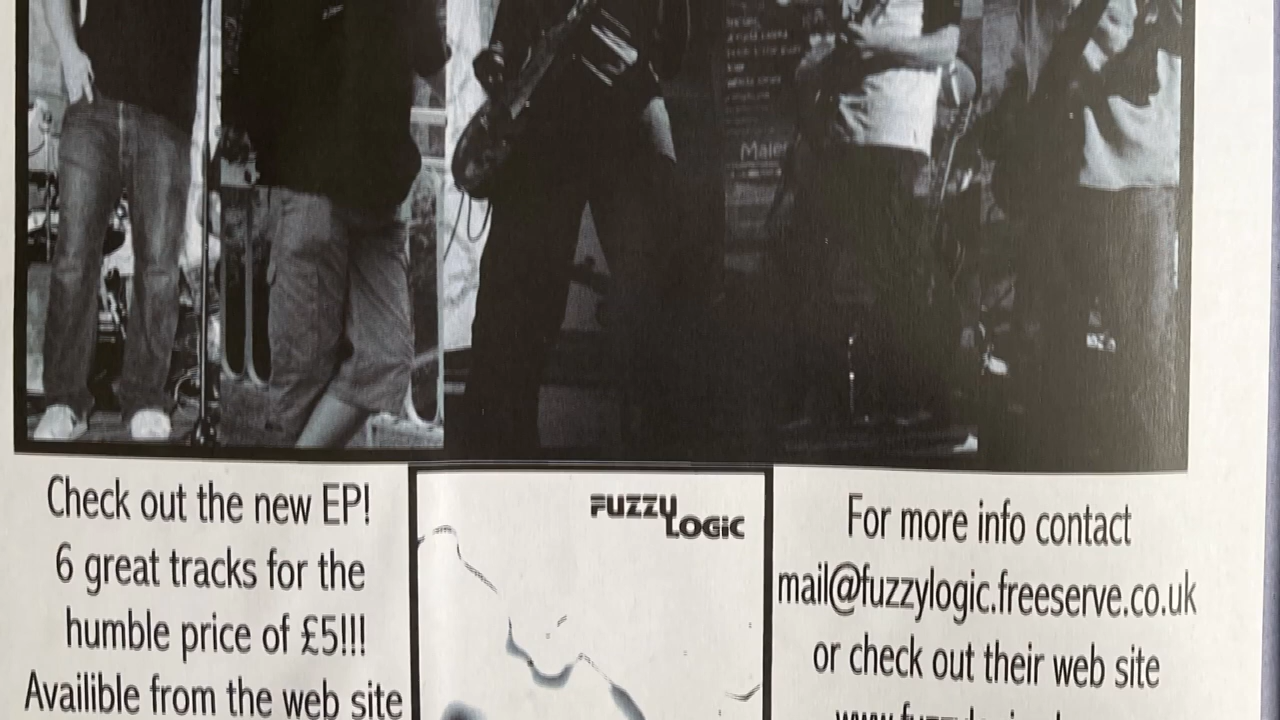 Maier
Check out the new EP!
6 great tracks for the
humble price of £5!!!
Availible from the web site
FUZZY
LOGIC
For more info contact
mail@fuzzylogic.freeserve.co.uk
or check out their web site